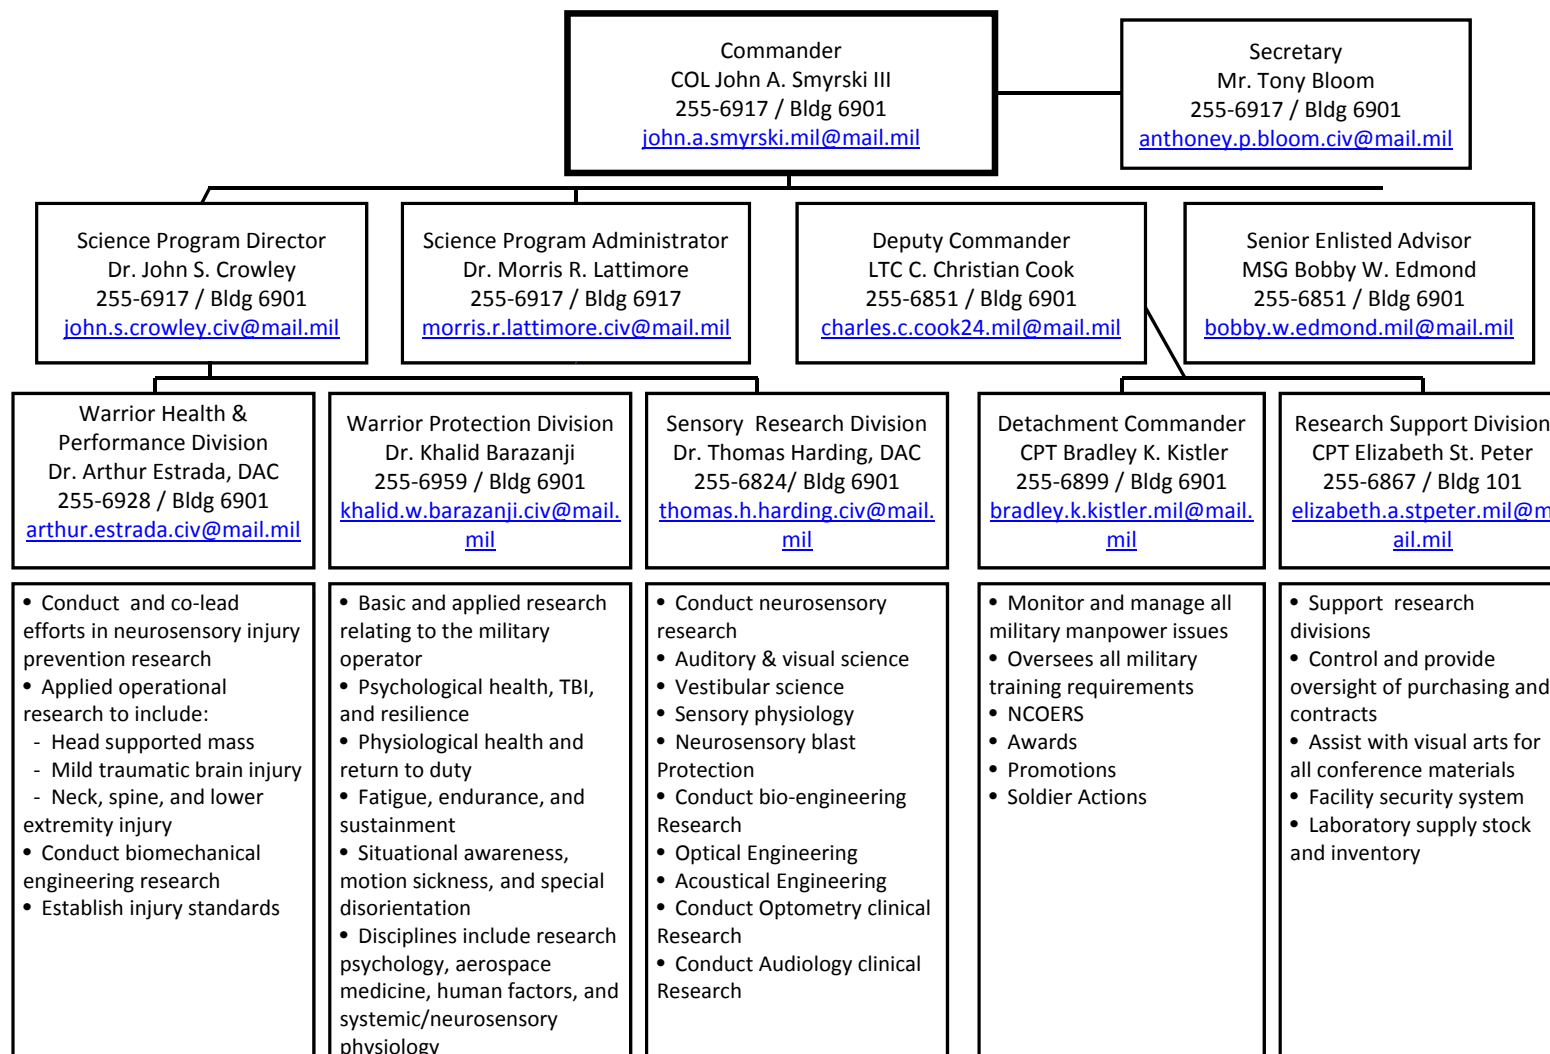 Commander
COL John A. Smyrski III
255-6917 / Bldg 6901
john.a.smyrski.mil@mail.mil
Secretary
Mr. Tony Bloom
255-6917 / Bldg 6901
anthoney.p.bloom.civ@mail.mil
Science Program Director
Dr. John S. Crowley
255-6917 / Bldg 6901
john.s.crowley.civ@mail.mil
Science Program Administrator
Dr. Morris R. Lattimore
255-6917 / Bldg 6917
morris.r.lattimore.civ@mail.mil
Deputy Commander
LTC C. Christian Cook
255-6851 / Bldg 6901
charles.c.cook24.mil@mail.mil
Senior Enlisted Advisor
MSG Bobby W. Edmond
255-6851 / Bldg 6901
bobby.w.edmond.mil@mail.mil
Warrior Health &
Performance Division
Dr. Arthur Estrada, DAC
255-6928 / Bldg 6901
arthur.estrada.civ@mail.mil
Warrior Protection Division
Dr. Khalid Barazanji
255-6959 / Bldg 6901
khalid.w.barazanji.civ@mail.
mil
Sensory  Research Division
Dr. Thomas Harding, DAC
255-6824/ Bldg 6901
thomas.h.harding.civ@mail.
mil
Detachment Commander
CPT Bradley K. Kistler
255-6899 / Bldg 6901
bradley.k.kistler.mil@mail.
mil
Research Support Division
CPT Elizabeth St. Peter
255-6867 / Bldg 101
elizabeth.a.stpeter.mil@m
ail.mil
• Conduct  and co-lead
efforts in neurosensory injury
prevention research
• Applied operational
research to include:
- Head supported mass
- Mild traumatic brain injury
- Neck, spine, and lower
extremity injury
• Conduct biomechanical
engineering research
• Establish injury standards
• Basic and applied research
relating to the military
operator
• Psychological health, TBI,
and resilience
• Physiological health and
return to duty
• Fatigue, endurance, and
sustainment
• Situational awareness,
motion sickness, and special
disorientation
• Disciplines include research
psychology, aerospace
medicine, human factors, and
systemic/neurosensory
physiology
• Conduct neurosensory
research
• Auditory & visual science
• Vestibular science
• Sensory physiology
• Neurosensory blast
Protection
• Conduct bio-engineering
Research
• Optical Engineering
• Acoustical Engineering
• Conduct Optometry clinical
Research
• Conduct Audiology clinical
Research
• Monitor and manage all
military manpower issues
• Oversees all military
training requirements
• NCOERS
• Awards
• Promotions
• Soldier Actions
• Support  research
divisions
• Control and provide
oversight of purchasing and
contracts
• Assist with visual arts for
all conference materials
• Facility security system
• Laboratory supply stock
and inventory